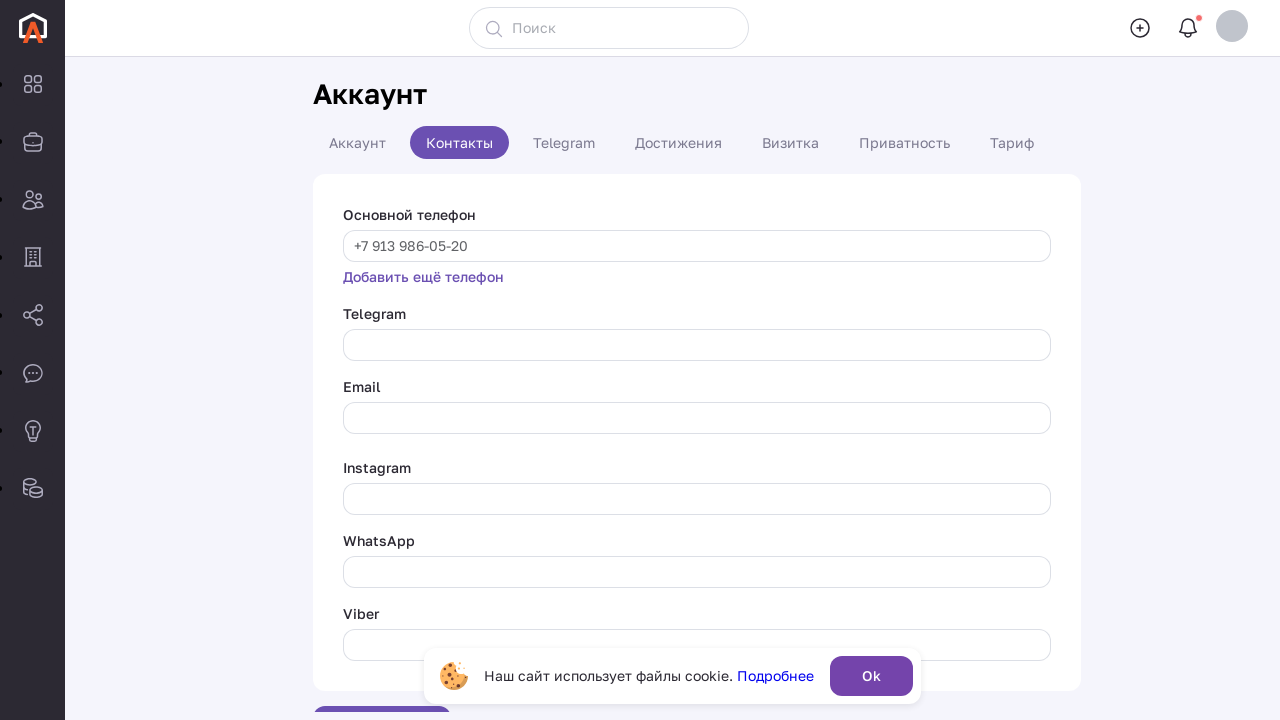 Поиск
Аккаунт
Аккаунт Контакты Telegram Достижения Визитка Приватность Тариф
Основной телефон
+7 913 986-05-20
Добавить ещё телефон
Telegram
Email
Instagram
WhatsApp
Viber
Наш сайт использует файлы cookie. Подробнее Ok